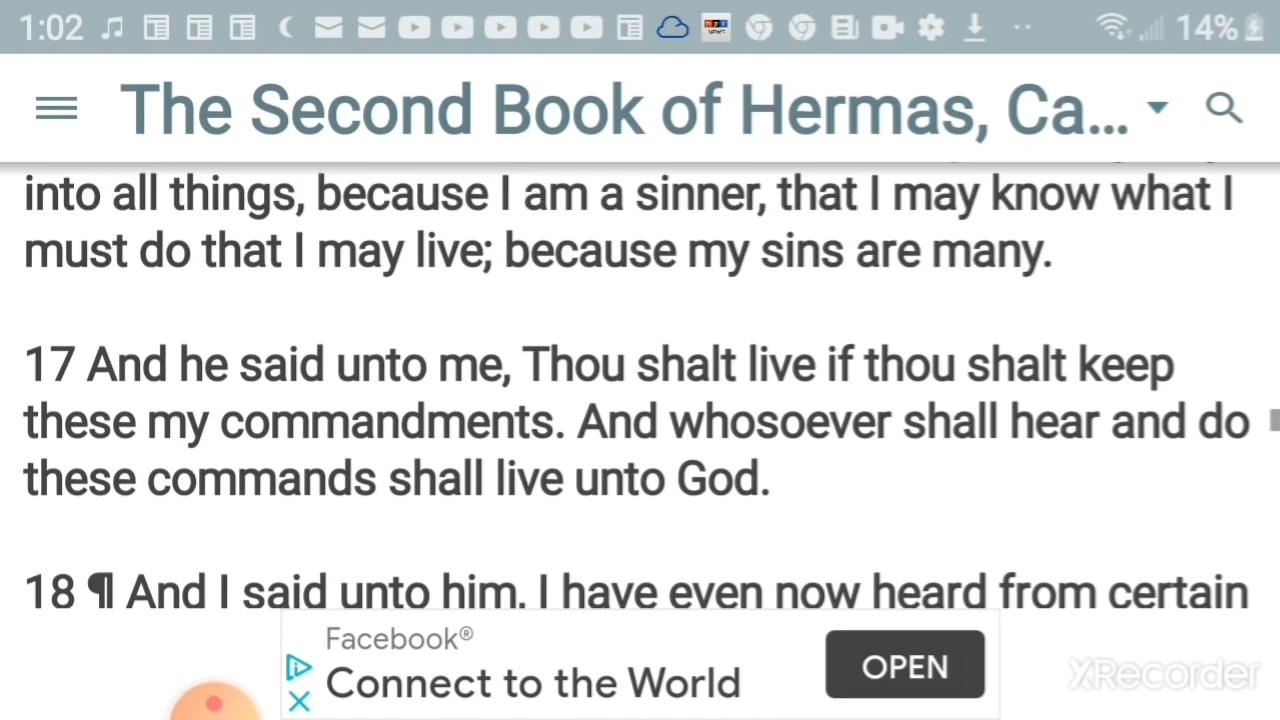 1:02 14%
The Second Book of Hermas, Ca...
into all things, because I am a sinner, that I may know what I
must do that I may live; because my sins are many.
17 And he said unto me, Thou shalt live if thou shalt keep
these my commandments. And whosoever shall hear and do
these commands shall live unto God.
18 ¶ And I said unto him, I have even now heard from certain
Facebook®
Connect to the World
OPEN
XRecorder